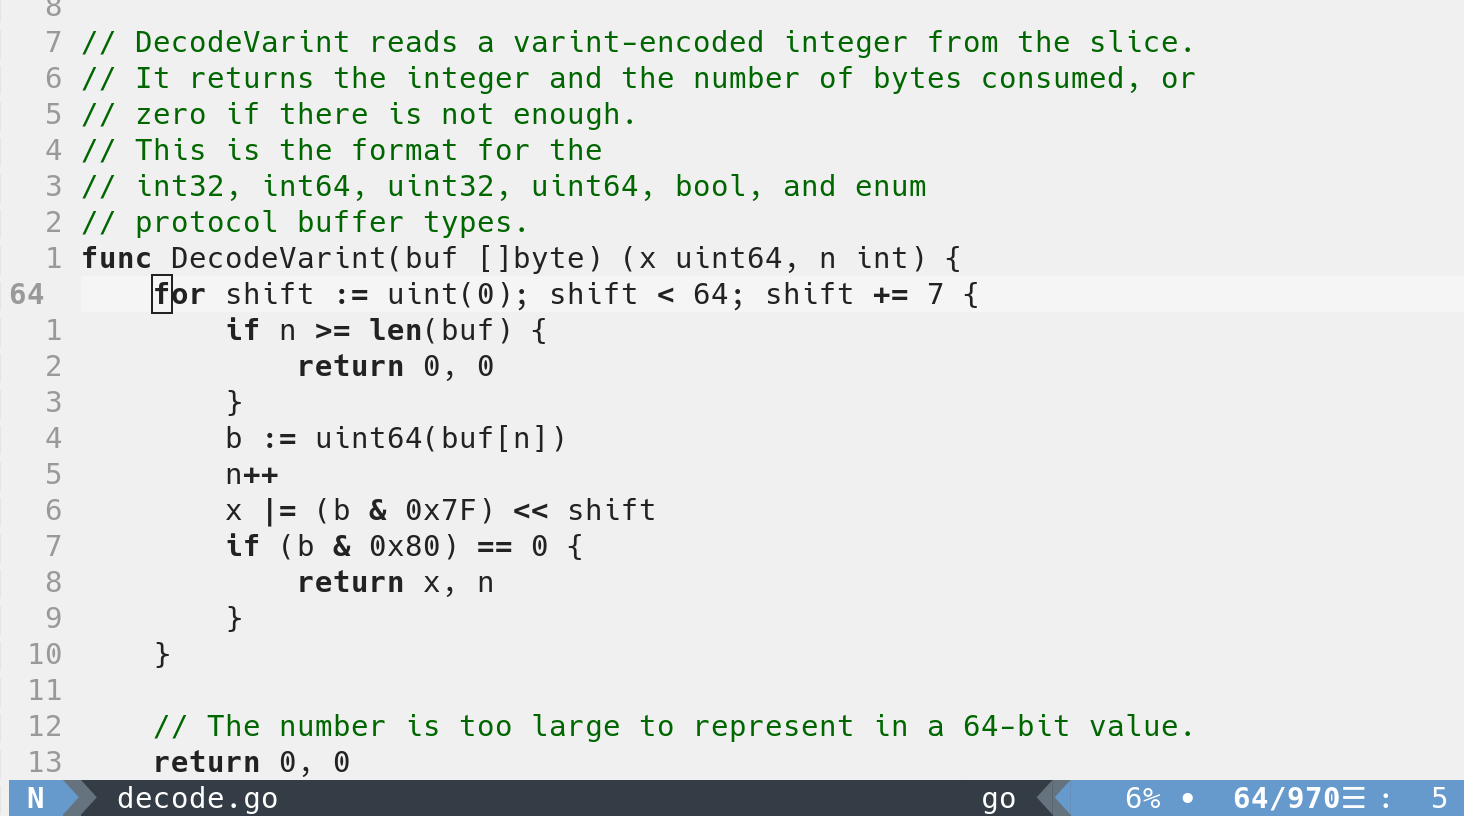 8
7 // DecodeVarint reads a varint-encoded integer from the slice.
6 // It returns the integer and the number of bytes consumed, or
5 // zero if there is not enough.
4 // This is the format for the
3 // int32, int64, uint32, uint64, bool, and enum
2 // protocol buffer types.
1 func DecodeVarint(buf []byte) (x uint64, n int) {
64     for shift := uint(0); shift < 64; shift += 7 {
1         if n >= len(buf) {
2             return 0, 0
3         }
4         b := uint64(buf[n])
5         n++
6         x |= (b & 0x7F) << shift
7         if (b & 0x80) == 0 {
8             return x, n
9         }
10     }
11
12     // The number is too large to represent in a 64-bit value.
13     return 0, 0
N decode.go go 6% • 64/970☰ : 5